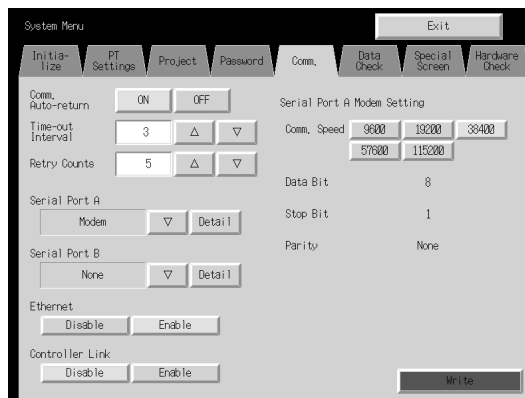 System Menu
Exit
Initia-
lize
PT
Settings
Project
Password
Comm.
Data
Check
Special
Screen
Hardware
Check
Comm.
Auto-return
ON
OFF
Time-out
Interval
3
△
▽
Retry Counts
5
△
▽
Serial Port A
Modem
▽
Detail
Serial Port B
None
▽
Detail
Ethernet
Disable
Enable
Controller Link
Disable
Enable
Serial Port A Modem Setting
Comm. Speed
9600
19200
38400
57600
115200
Data Bit
8
Stop Bit
1
Parity
None
Write